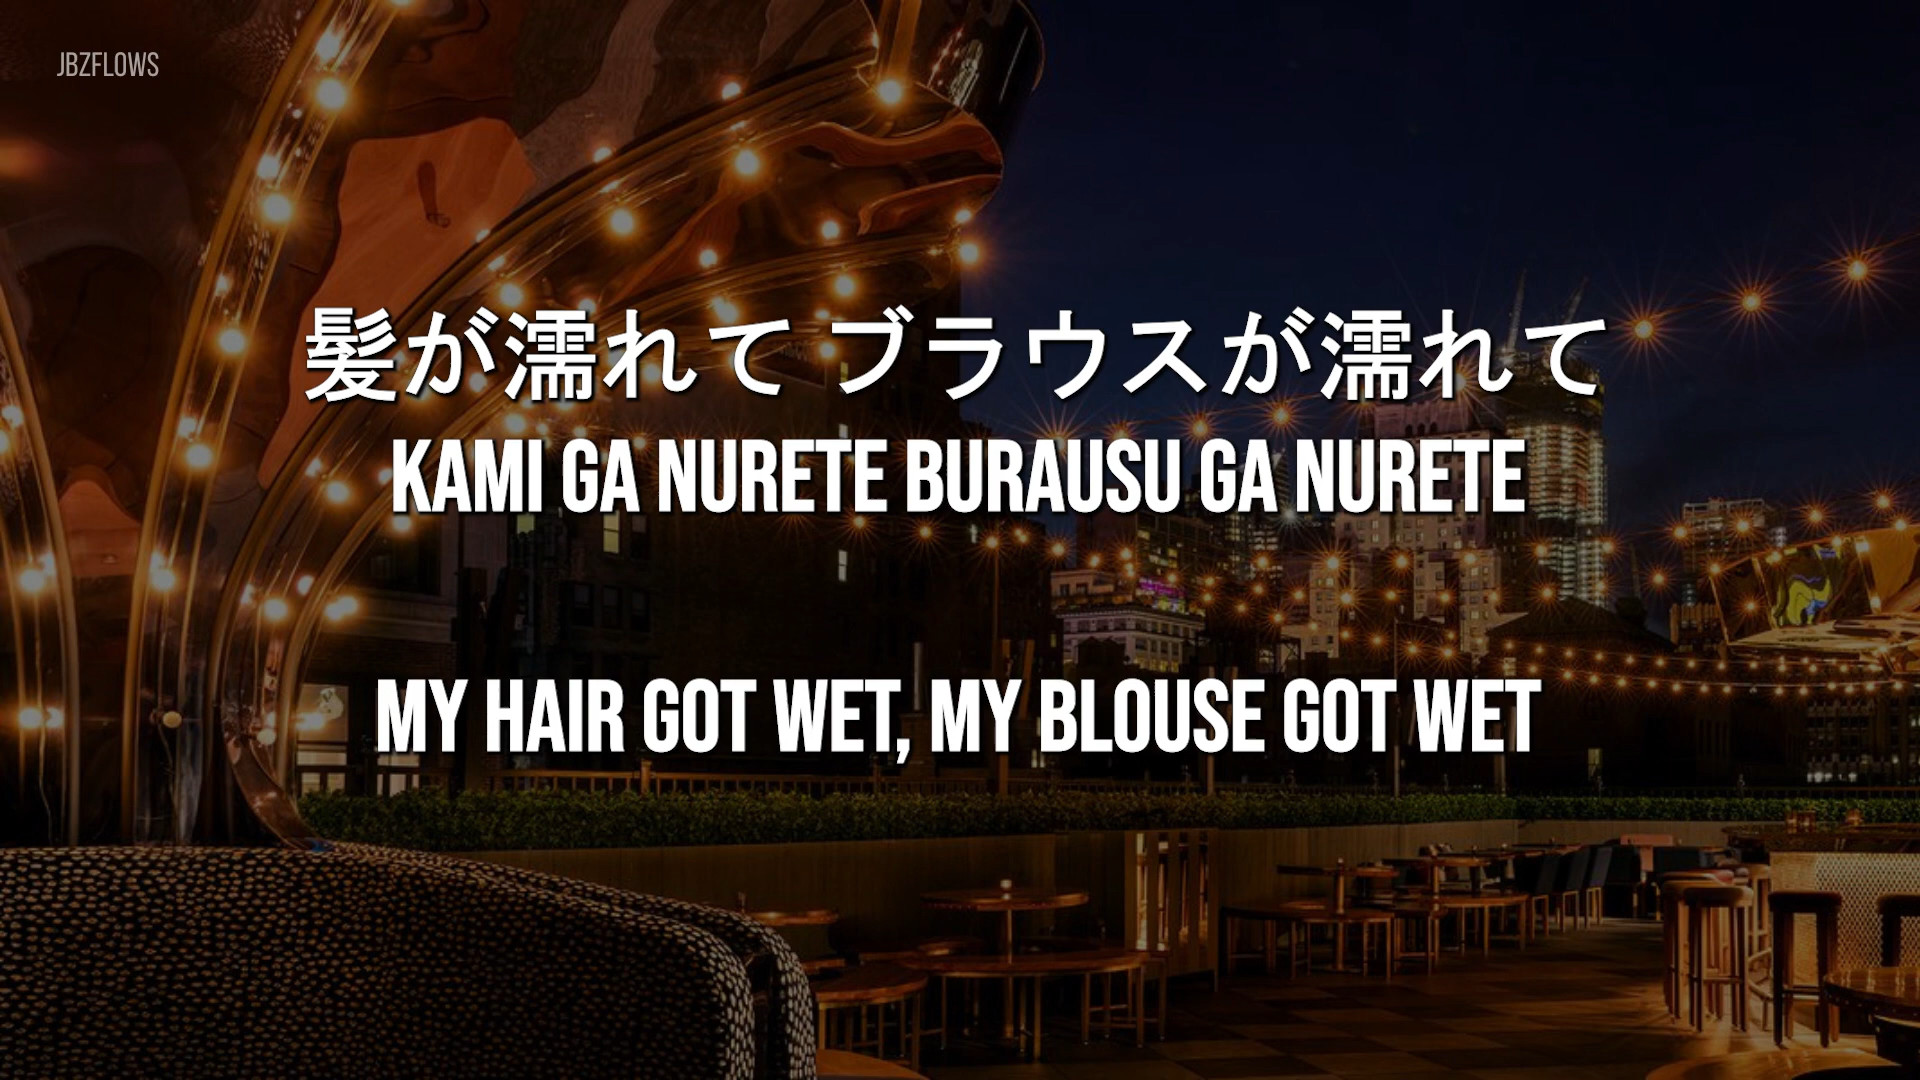 JBZFLOWS
髪が濡れて ブラウスが濡れて
KAMI GA NURETE BURAUSU GA NURETE
MY HAIR GOT WET, MY BLOUSE GOT WET